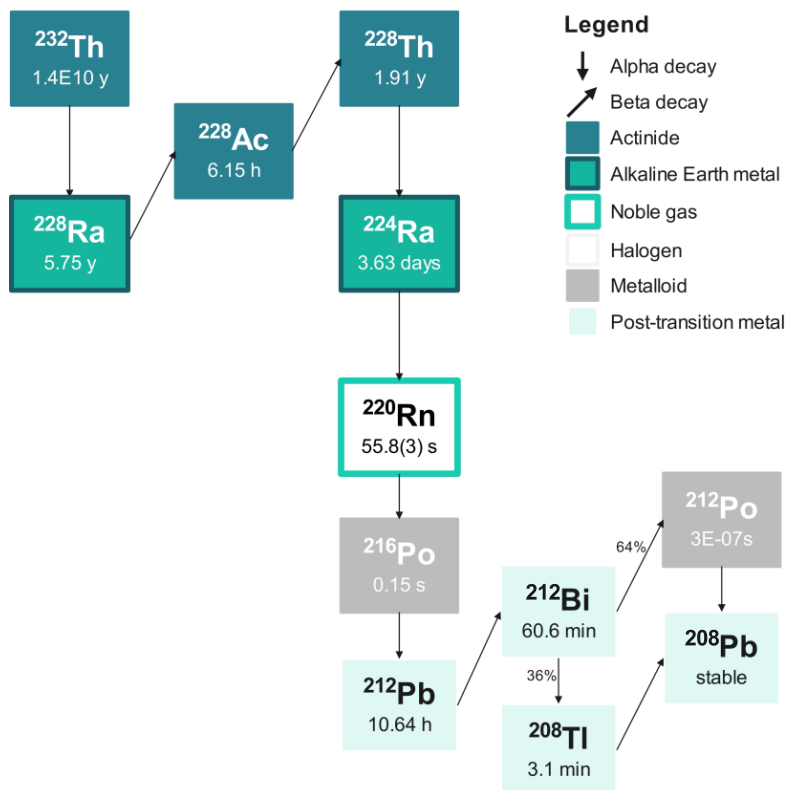 232Th
1.4E10 y
228Th
1.91 y
228Ac
6.15 h
228Ra
5.75 y
224Ra
3.63 days
220Rn
55.8(3) s
216Po
0.15 s
212Pb
10.64 h
212Bi
60.6 min
64%
36%
212Po
3E-07s
208Pb
stable
208Tl
3.1 min
Legend
Alpha decay
Beta decay
Actinide
Alkaline Earth metal
Noble gas
Halogen
Metalloid
Post-transition metal